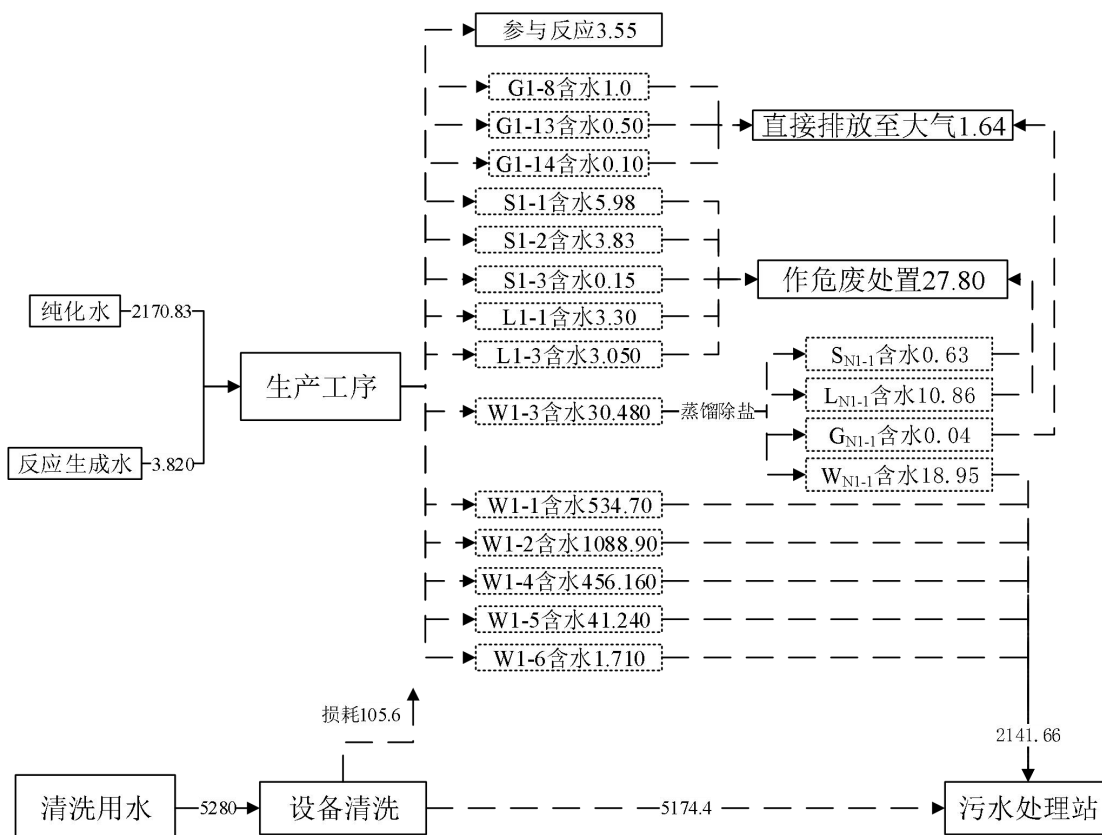 参与反应3.55
G1-8含水1.0
G1-13含水0.50
直接排放至大气1.64
G1-14含水0.10
S1-1含水5.98
S1-2含水3.83
S1-3含水0.15
作危废处置27.80
纯化水
2170.83
L1-1含水3.30
L1-3含水3.050
SN1-1含水0.63
生产工序
LN1-1含水10.86
W1-3含水30.480
蒸馏除盐
GN1-1含水0.04
反应生成水
3.820
WN1-1含水18.95
W1-1含水534.70
W1-2含水1088.90
W1-4含水456.160
W1-5含水41.240
W1-6含水1.710
损耗105.6
2141.66
清洗用水
5280
设备清洗
5174.4
污水处理站